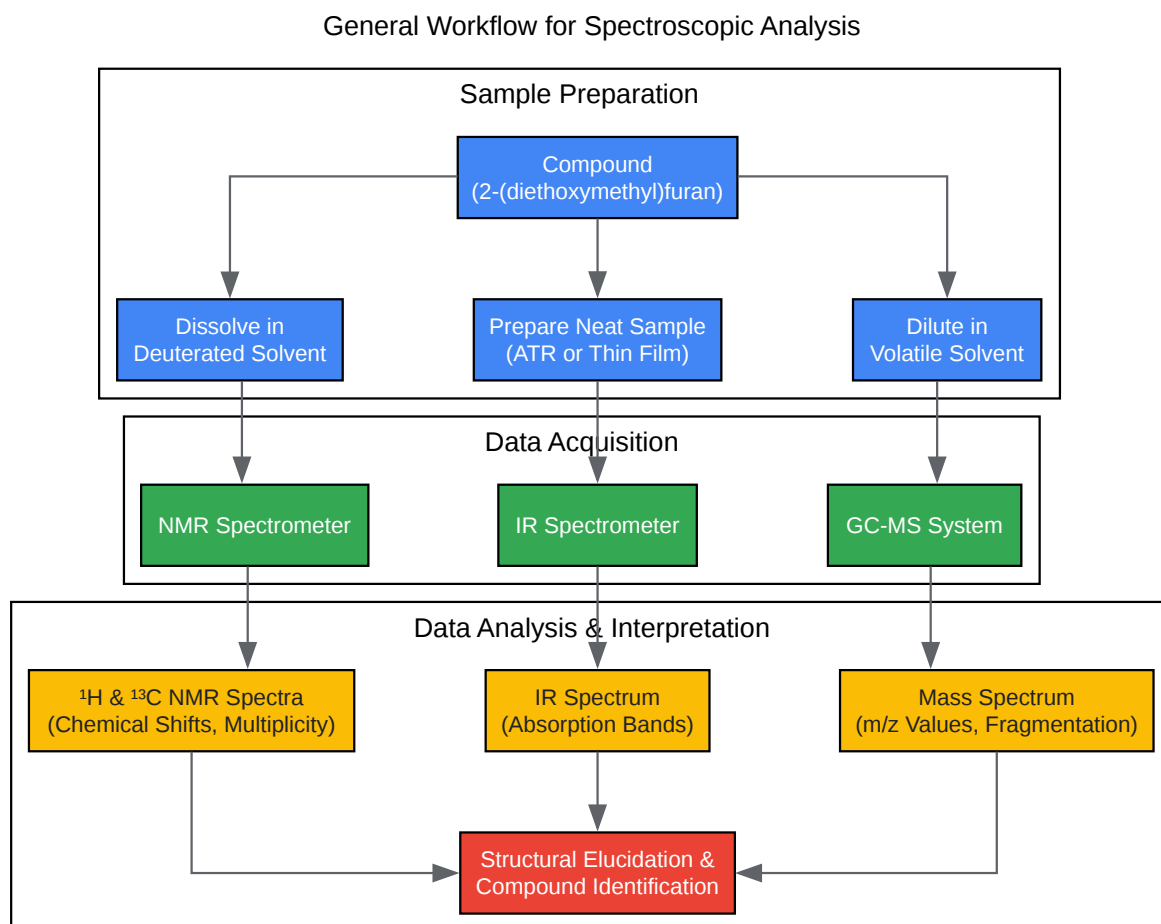 General Workflow for Spectroscopic Analysis
Sample Preparation
Compound
(2-(diethoxymethyl)furan)
Dissolve in
Deuterated Solvent
Prepare Neat Sample
(ATR or Thin Film)
Dilute in
Volatile Solvent
Data Acquisition
NMR Spectrometer
IR Spectrometer
GC-MS System
Data Analysis & Interpretation
¹H & ¹³C NMR Spectra
(Chemical Shifts, Multiplicity)
IR Spectrum
(Absorption Bands)
Mass Spectrum
(m/z Values, Fragmentation)
Structural Elucidation &
Compound Identification